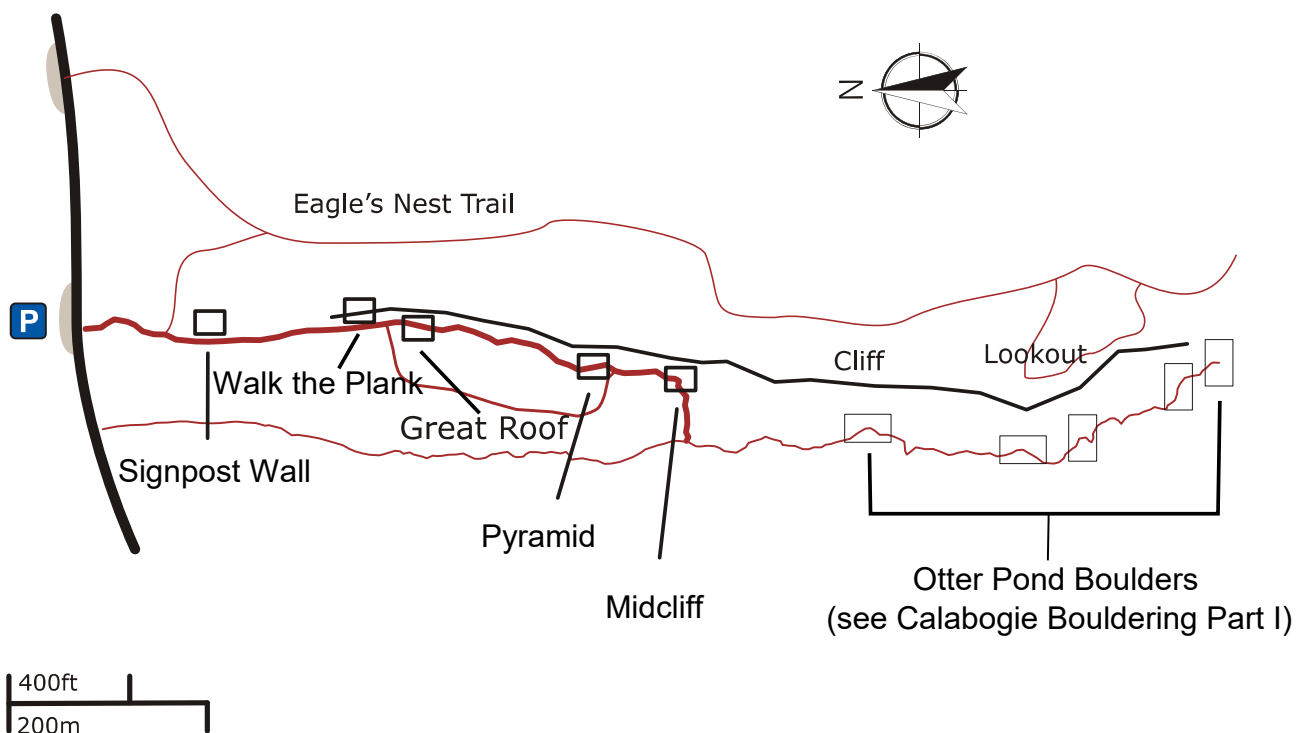 N
Eagle's Nest Trail
P
Cliff
Lookout
Walk the Plank
Great Roof
Signpost Wall
Pyramid
Midcliff
Otter Pond Boulders
(see Calabogie Bouldering Part I)
400ft
200m